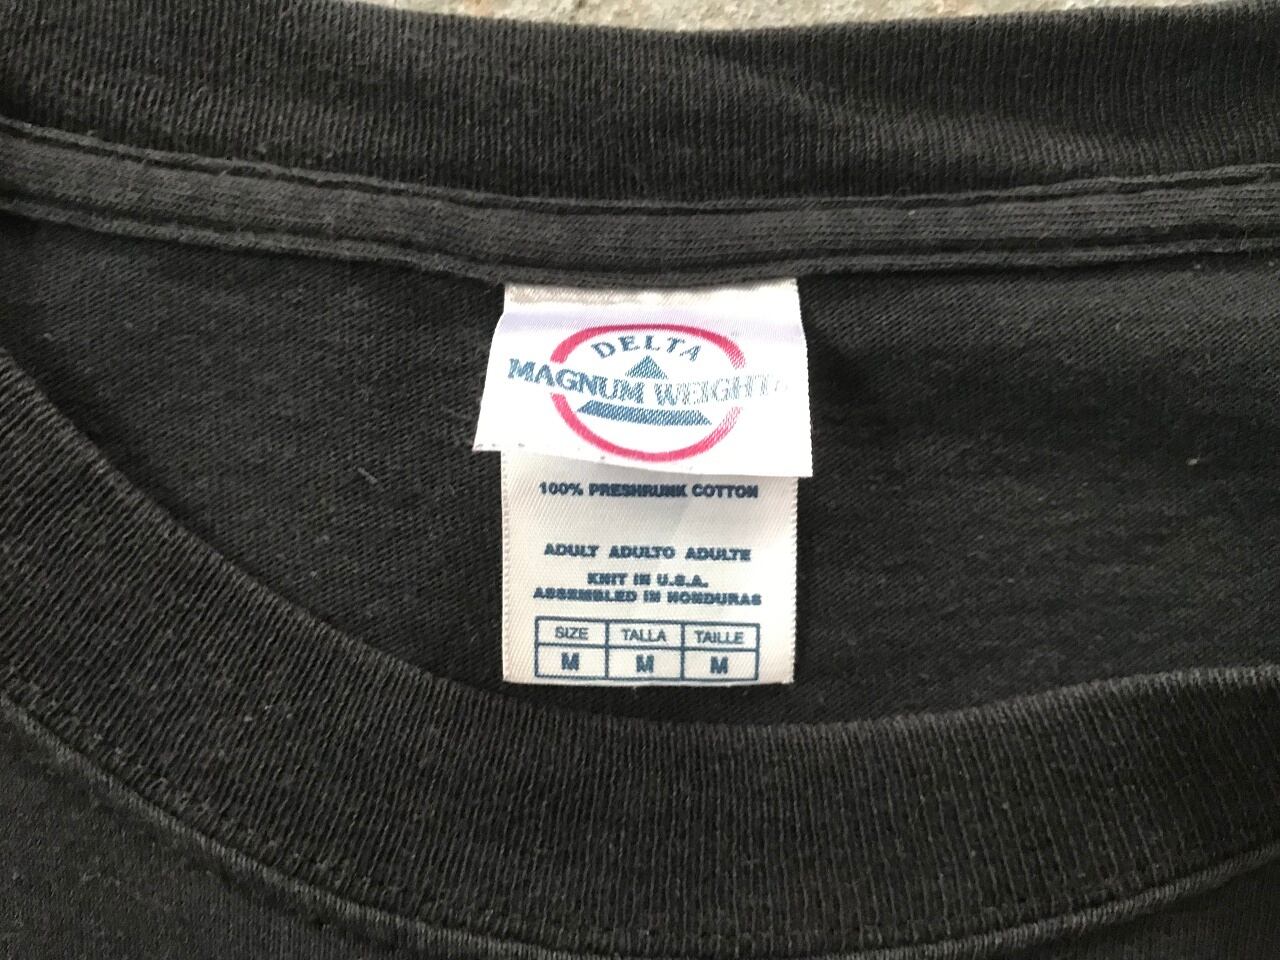 DELTA
MAGNUM WEIGHT
100% PRESHRUNK COTTON
ADULT ADULTO ADULTE
KNIT IN U.S.A.
ASSEMBLED IN HONDURAS
SIZE TALLA TAILLE
M M M